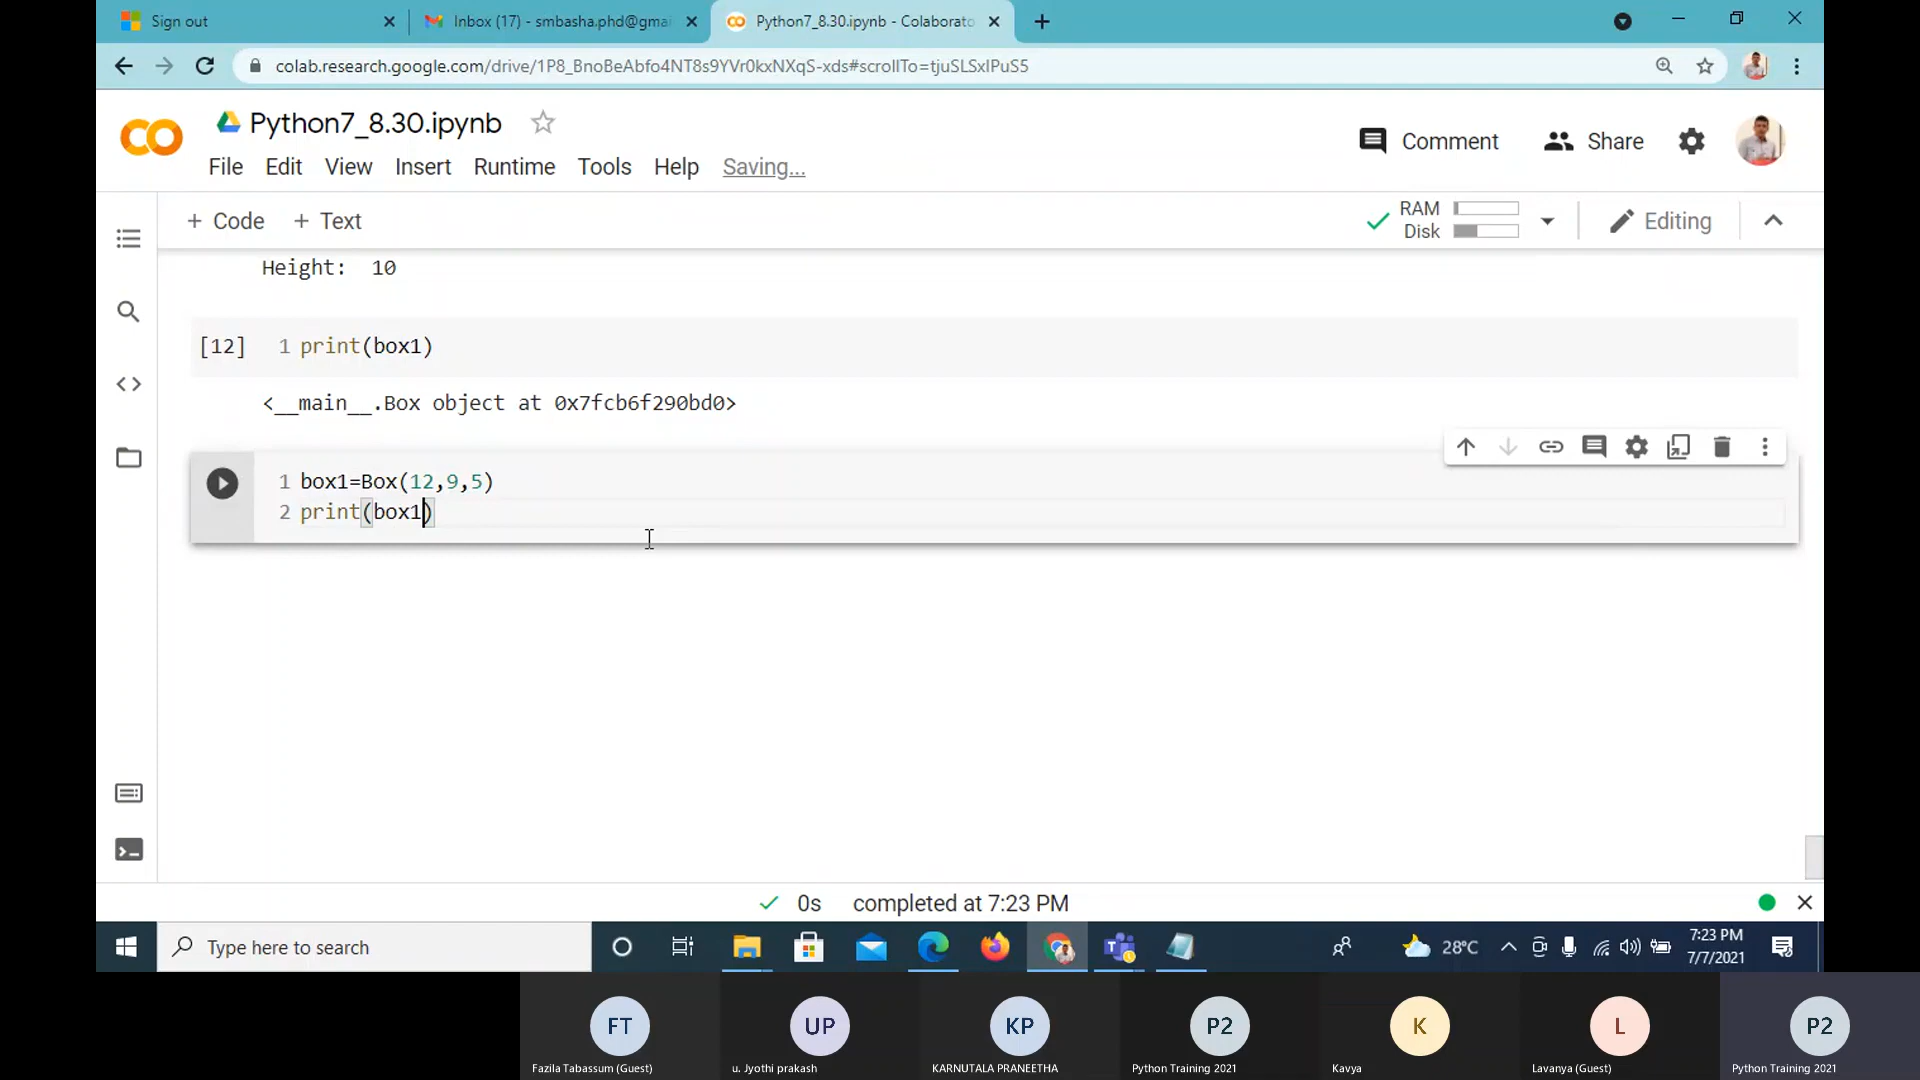 Sign out
Inbox (17) - smbasha.phd@gmai
Python7_8.30.ipynb - Colaborato
colab.research.google.com/drive/1P8_BnoBeAbfo4NT8s9YVr0kxNXqS-xds#scrollTo=tjuSLSxIPuS5
Python7_8.30.ipynb
Comment
Share
File Edit View Insert Runtime Tools Help Saving...
+ Code + Text
RAM
Disk
Editing
Height: 10
[12] 1 print(box1)
<__main__.Box object at 0x7fcb6f290bd0>
1 box1=Box(12,9,5)
2 print(box1)
0s completed at 7:23 PM
Type here to search
28°C
7:23 PM
7/7/2021
FT UP KP P2 K L P2
Fazila Tabassum (Guest) u. Jyothi prakash KARNUTALA PRANEETHA Python Training 2021 Kavya Lavanya (Guest) Python Training 2021